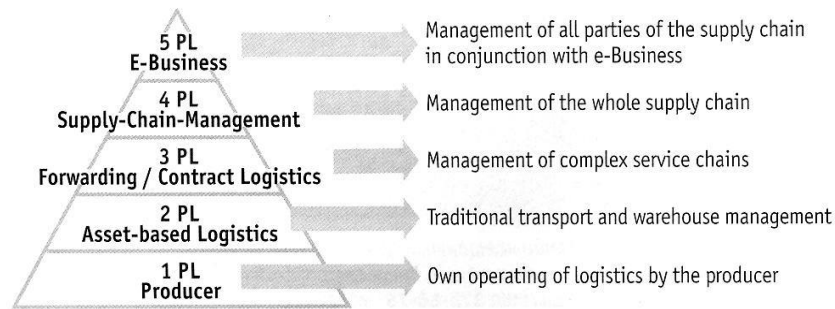 5 PL
E-Business
Management of all parties of the supply chain
in conjunction with e-Business
4 PL
Supply-Chain-Management
Management of the whole supply chain
3 PL
Forwarding / Contract Logistics
Management of complex service chains
2 PL
Asset-based Logistics
Traditional transport and warehouse management
1 PL
Producer
Own operating of logistics by the producer